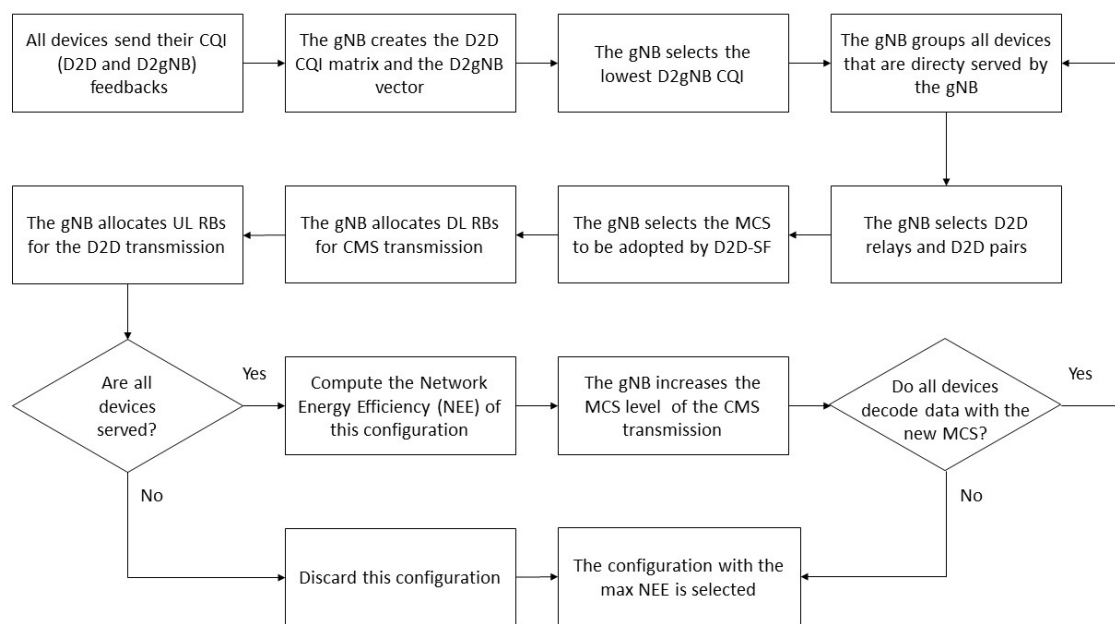 All devices send their CQI
(D2D and D2gNB)
feedbacks
The gNB creates the D2D
CQI matrix and the D2gNB
vector
The gNB selects the
lowest D2gNB CQI
The gNB groups all devices
that are directy served by
the gNB
The gNB allocates UL RBs
for the D2D transmission
The gNB allocates DL RBs
for CMS transmission
The gNB selects the MCS
to be adopted by D2D-SF
The gNB selects D2D
relays and D2D pairs
Are all
devices
served?
Yes
Compute the Network
Energy Efficiency (NEE) of
this configuration
The gNB increases the
MCS level of the CMS
transmission
Do all devices
decode data with the
new MCS?
Yes
No
No
Discard this configuration
The configuration with the
max NEE is selected